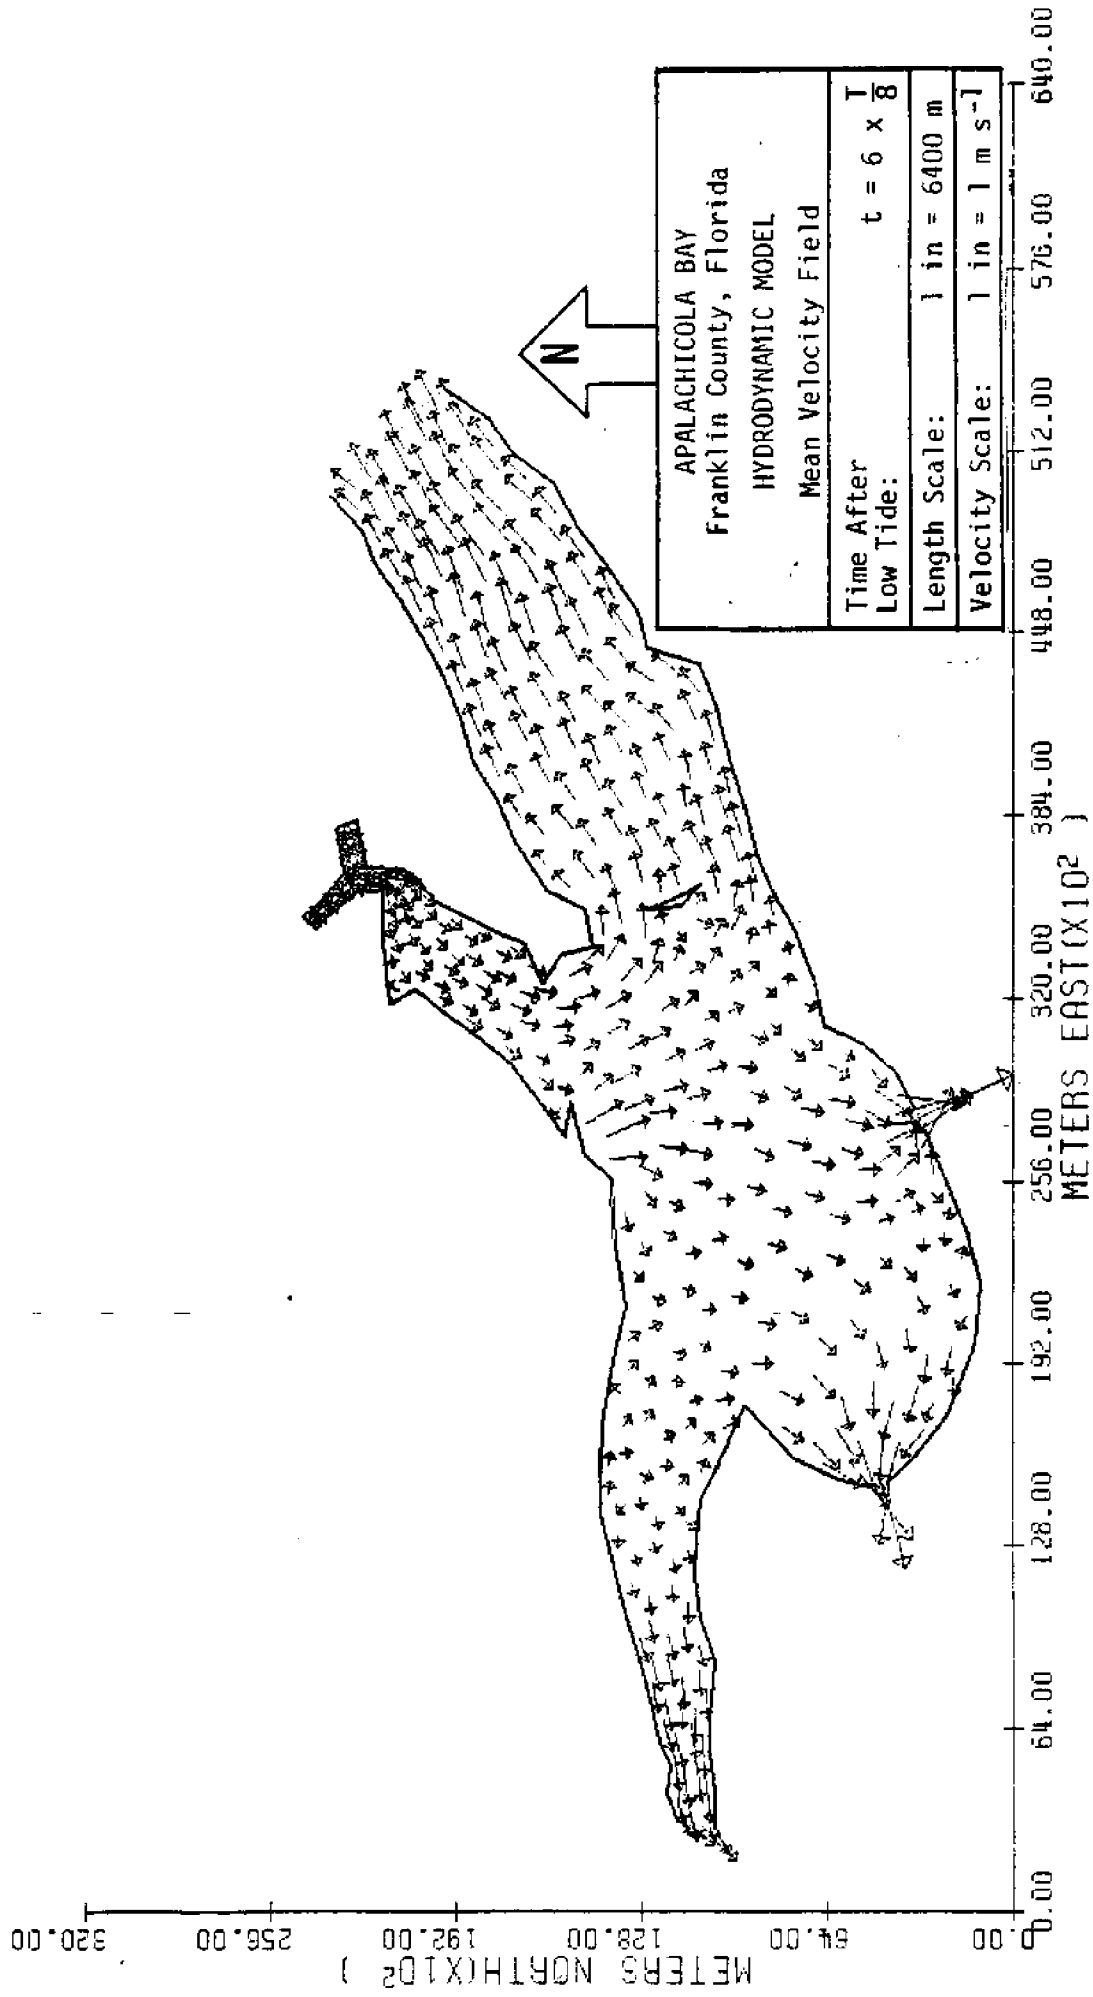 METERS NORTH(X10²)
320.00
256.00
192.00
128.00
64.00
0.00
N
APALACHICOLA BAY
Franklin County, Florida
HYDRODYNAMIC MODEL
Mean Velocity Field
Time After
Low Tide: t = 6 x T/8
Length Scale: 1 in = 6400 m
Velocity Scale: 1 in = 1 m s⁻¹
0.00 64.00 128.00 192.00 256.00 320.00 384.00 448.00 512.00 576.00 640.00
METERS EAST(X10²)